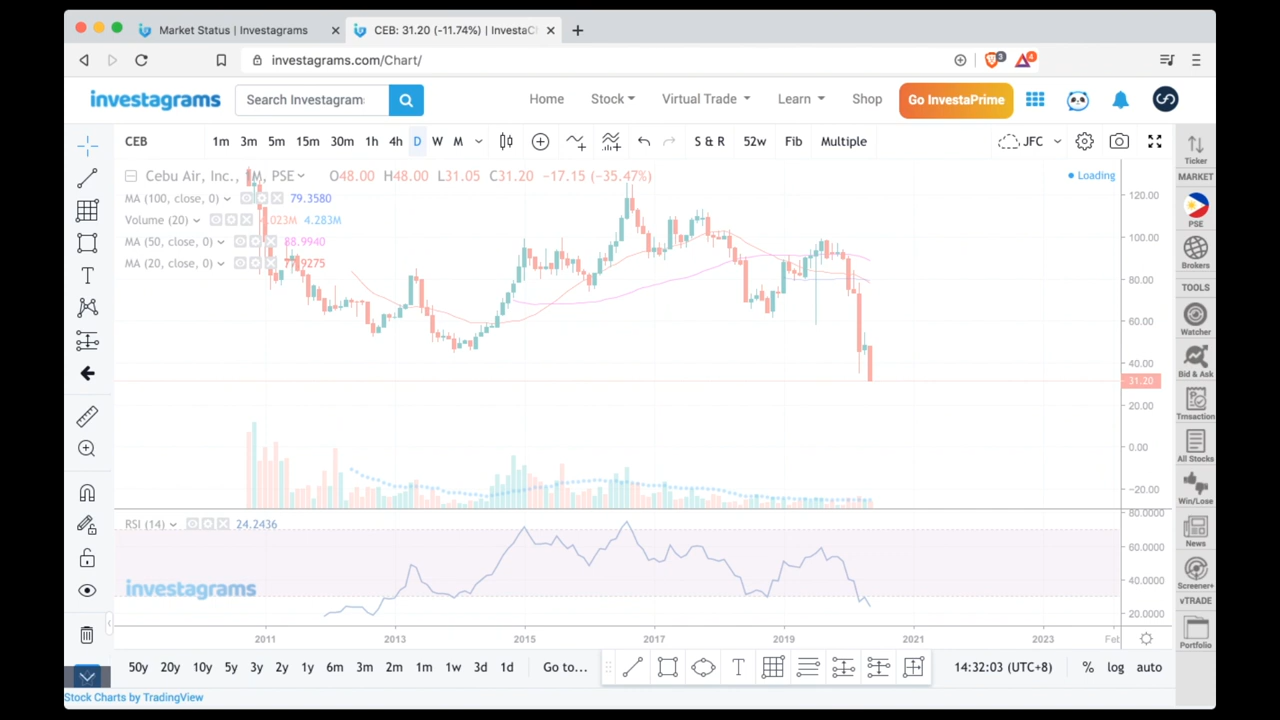 Market Status | Investagrams
CEB: 31.20 (-11.74%) | InvestaC
investagrams.com/Chart/
3
4
investagrams
Search Investagram
Home
Stock
Virtual Trade
Learn
Shop
Go InvestaPrime
CEB
1m 3m 5m 15m 30m 1h 4h D W M
S & R
52w
Fib
Multiple
JFC
Ticker
MARKET
PSE
Brokers
TOOLS
Watcher
Bid & Ask
Trnsaction
All Stocks
Win/Lose
News
Screener+
vTRADE
Portfolio
Cebu Air, Inc., 1M, PSE
O48.00 H48.00 L31.05 C31.20 -17.15 (-35.47%)
Loading
MA (100, close, 0) 79.3580
Volume (20) .023M 4.283M
MA (50, close, 0) 88.9940
MA (20, close, 0) 77.9275
120.00
100.00
80.00
60.00
40.00
31.20
20.00
0.00
-20.00
RSI (14) 24.2436
80.0000
60.0000
40.0000
20.0000
investagrams
2011 2013 2015 2017 2019 2021 2023 Feb
50y 20y 10y 5y 3y 2y 1y 6m 3m 2m 1m 1w 3d 1d Go to...
T
14:32:03 (UTC+8)
% log auto
Stock Charts by TradingView